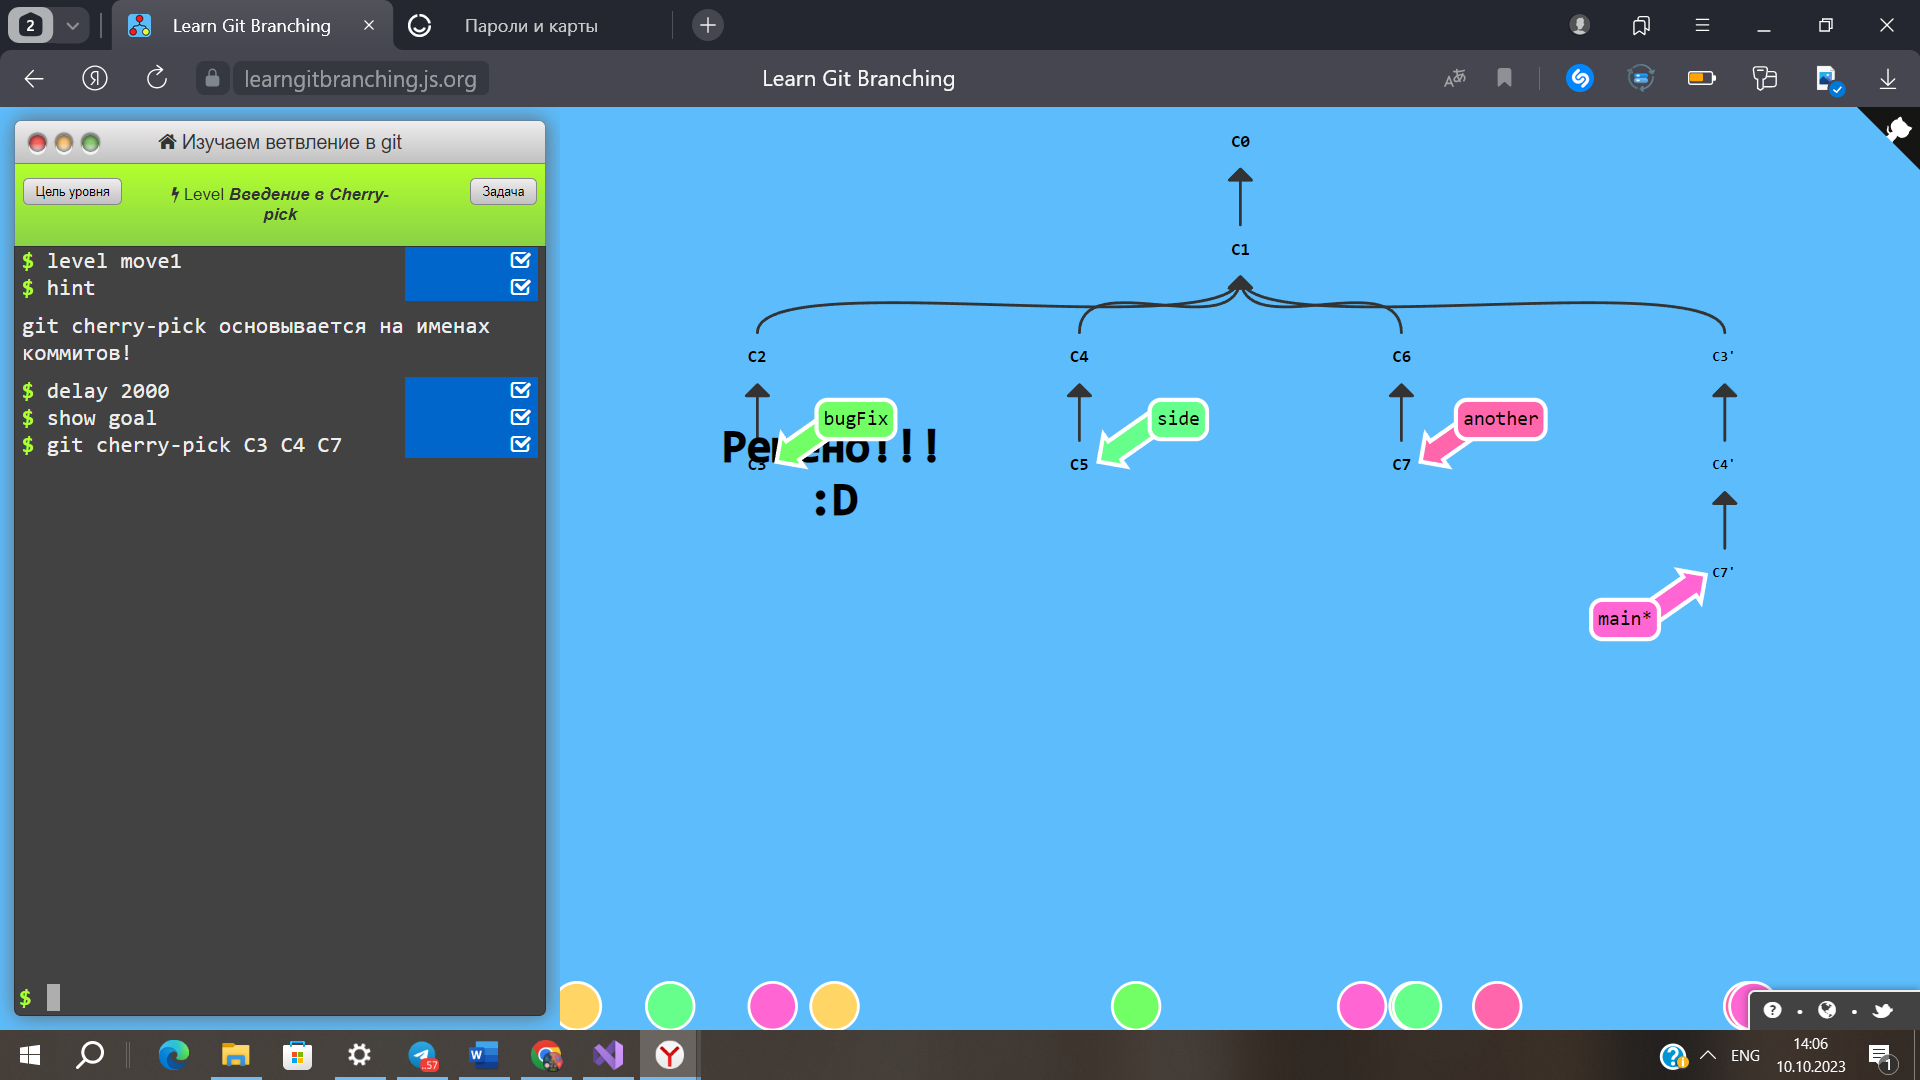 2
Learn Git Branching
Пароли и карты
learngitbranching.js.org
Learn Git Branching
Изучаем ветвление в git
Цель уровня
Level Введение в Cherry-
pick
Задача
$ level move1
$ hint
git cherry-pick основывается на именах
коммитов!
$ delay 2000
$ show goal
$ git cherry-pick C3 C4 C7
$
C0
C1
C2
C4
C6
C3'
bugFix
side
another
Решено!!!
C3
C5
C7
C4'
:D
C7'
main*
?
..57
ENG
14:06
10.10.2023
1